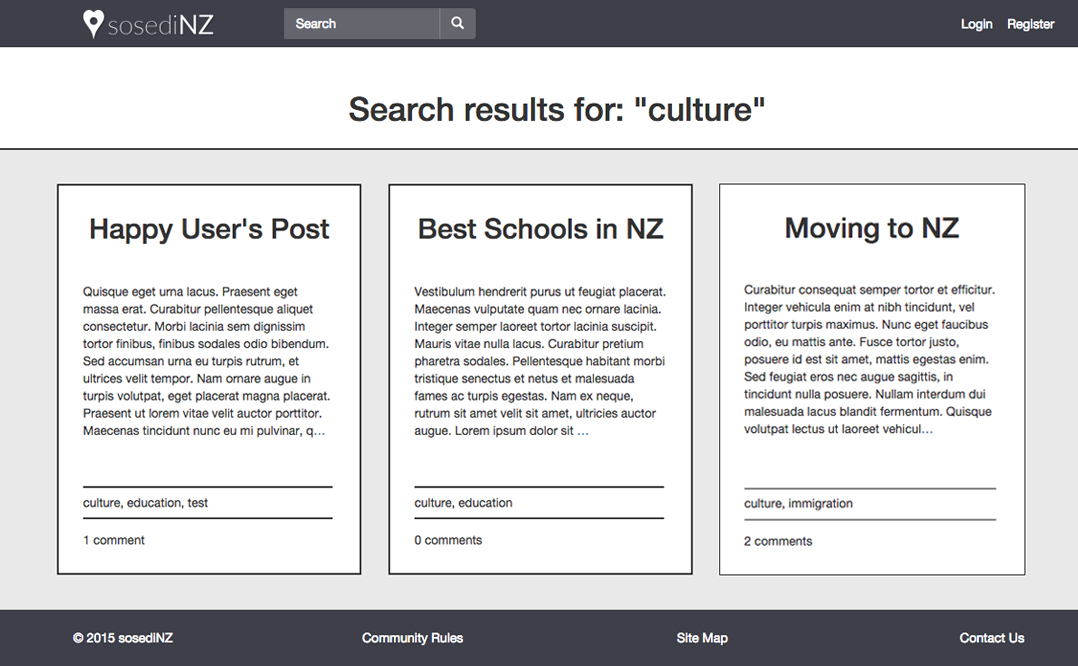 sosediNZ
Search
Login
Register
Search results for: "culture"
Happy User's Post
Quisque eget urna lacus. Praesent eget
massa erat. Curabitur pellentesque aliquet
consectetur. Morbi lacinia sem dignissim
tortor finibus, finibus sodales odio bibendum.
Sed accumsan urna eu turpis rutrum, et
ultrices velit tempor. Nam ornare augue in
turpis volutpat, eget placerat magna placerat.
Praesent ut lorem vitae velit auctor porttitor.
Maecenas tincidunt nunc eu mi pulvinar, q…
culture, education, test
1 comment
Best Schools in NZ
Vestibulum hendrerit purus ut feugiat placerat.
Maecenas vulputate quam nec ornare lacinia.
Integer semper laoreet tortor lacinia suscipit.
Mauris vitae nulla lacus. Curabitur pretium
pharetra sodales. Pellentesque habitant morbi
tristique senectus et netus et malesuada
fames ac turpis egestas. Nam ex neque,
rutrum sit amet velit sit amet, ultricies auctor
augue. Lorem ipsum dolor sit …
culture, education
0 comments
Moving to NZ
Curabitur consequat semper tortor et efficitur.
Integer vehicula enim at nibh tincidunt, vel
porttitor turpis maximus. Nunc eget faucibus
odio, eu mattis ante. Fusce tortor justo,
posuere id est sit amet, mattis egestas enim.
Sed feugiat eros nec augue sagittis, in
tincidunt nulla posuere. Nullam interdum dui
malesuada lacus blandit fermentum. Quisque
volutpat lectus ut laoreet vehicul…
culture, immigration
2 comments
© 2015 sosediNZ
Community Rules
Site Map
Contact Us